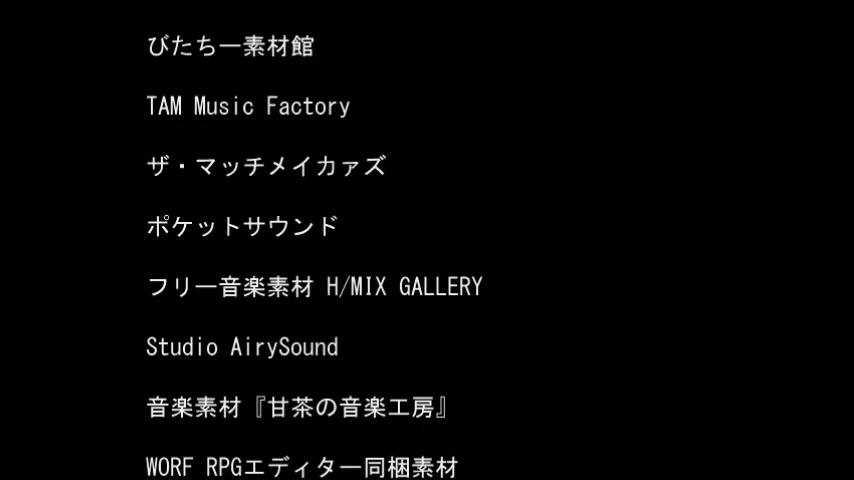 びたちー素材館
TAM Music Factory
ザ・マッチメイカァズ
ポケットサウンド
フリー音楽素材 H/MIX GALLERY
Studio AirySound
音楽素材『甘茶の音楽工房』
WORF RPGエディター同梱素材